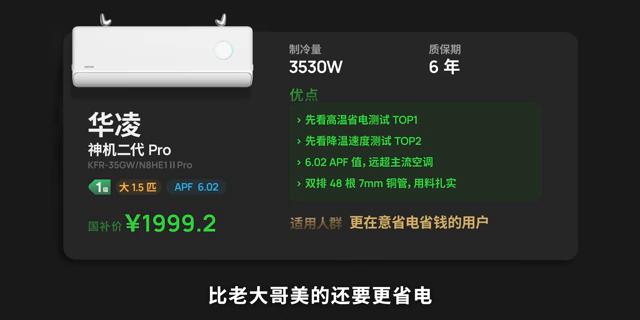 制冷量
3530W
质保期
6 年
优点
› 先看高温省电测试 TOP1
› 先看降温速度测试 TOP2
› 6.02 APF 值，远超主流空调
› 双排 48 根 7mm 铜管，用料扎实
华凌
神机二代 Pro
KFR-35GW/N8HE1 II Pro
1级
大 1.5 匹
APF 6.02
国补价 ¥1999.2
适用人群 更在意省电省钱的用户
比老大哥美的还要更省电